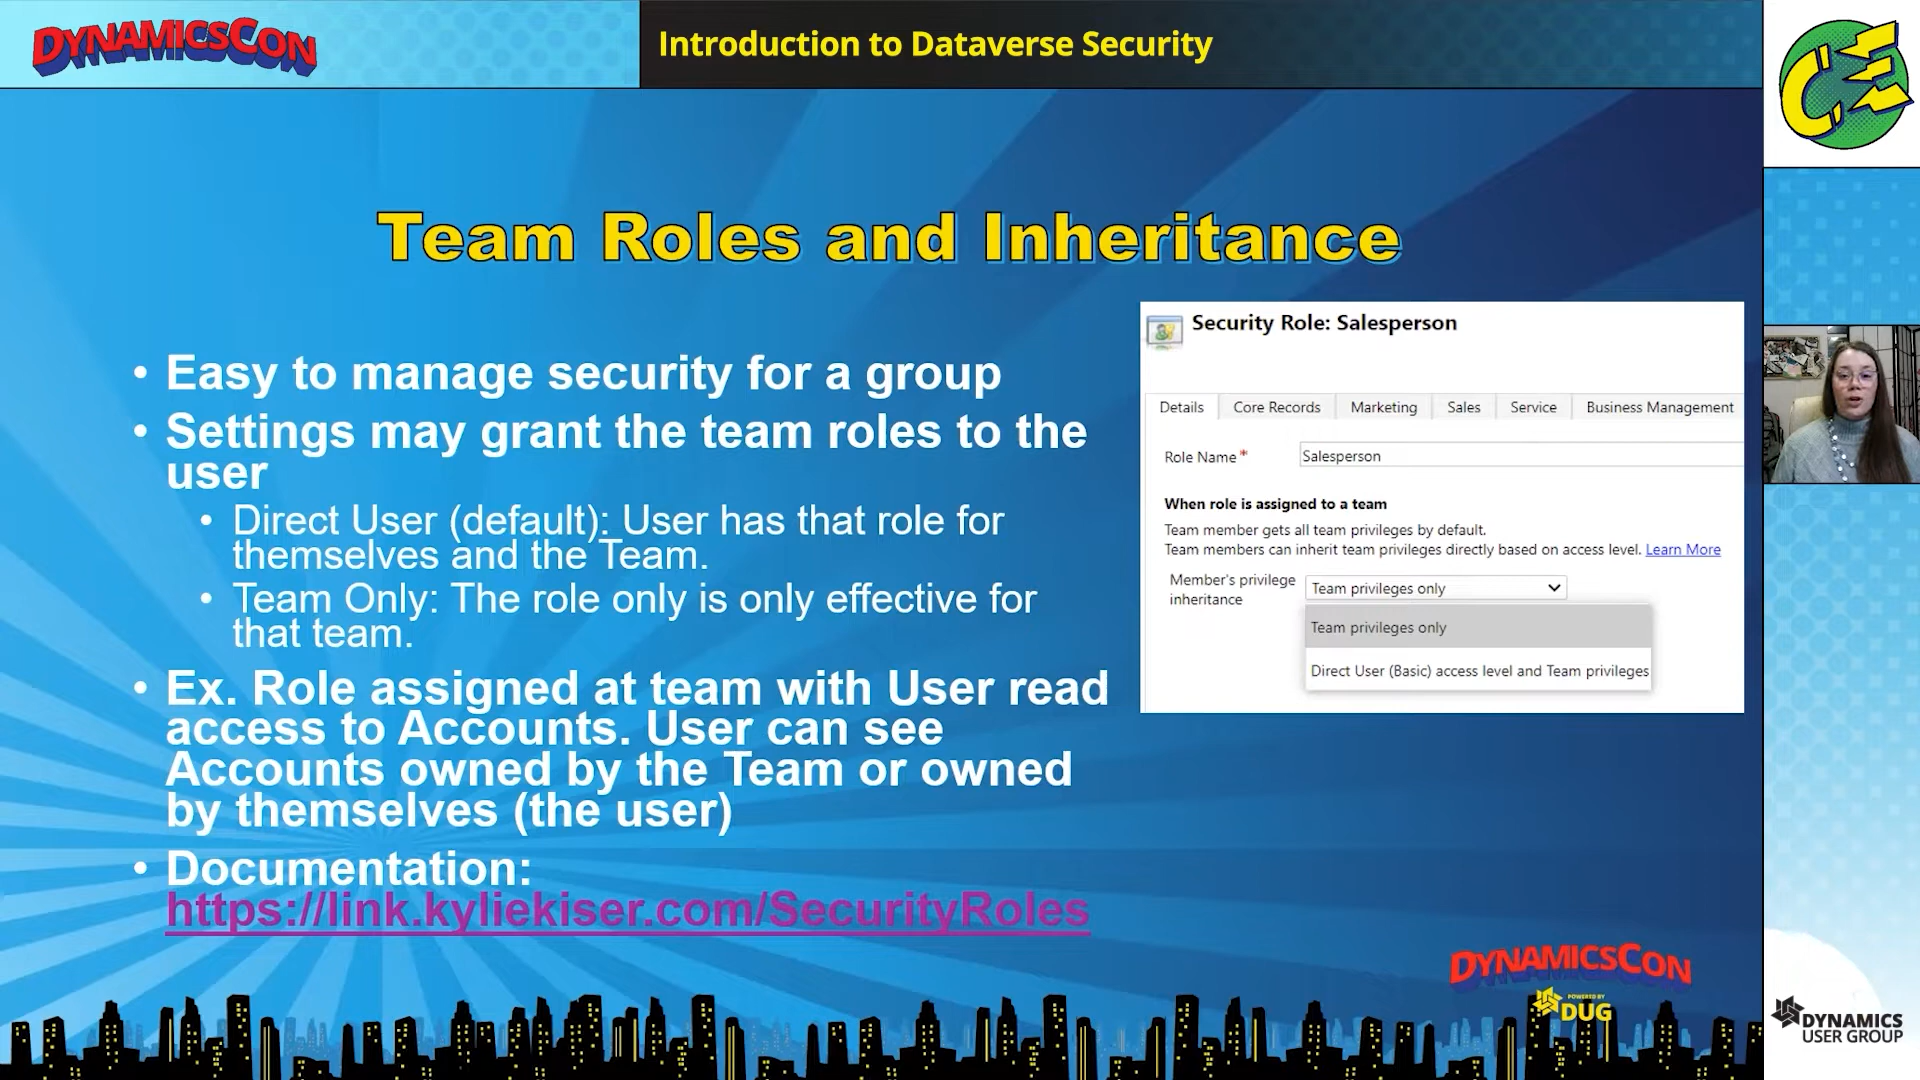 DYNAMICSCON
Introduction to Dataverse Security
CE
Team Roles and Inheritance
• Easy to manage security for a group
• Settings may grant the team roles to the
user
• Direct User (default): User has that role for
themselves and the Team.
• Team Only: The role only is only effective for
that team.
• Ex. Role assigned at team with User read
access to Accounts. User can see
Accounts owned by the Team or owned
by themselves (the user)
• Documentation:
https://link.kyliekiser.com/SecurityRoles
Security Role: Salesperson
Details Core Records Marketing Sales Service Business Management
Role Name* Salesperson
When role is assigned to a team
Team member gets all team privileges by default.
Team members can inherit team privileges directly based on access level. Learn More
Member's privilege
inheritance
Team privileges only
Team privileges only
Direct User (Basic) access level and Team privileges
DYNAMICSCON
POWERED BY
DUG
DYNAMICS
USER GROUP